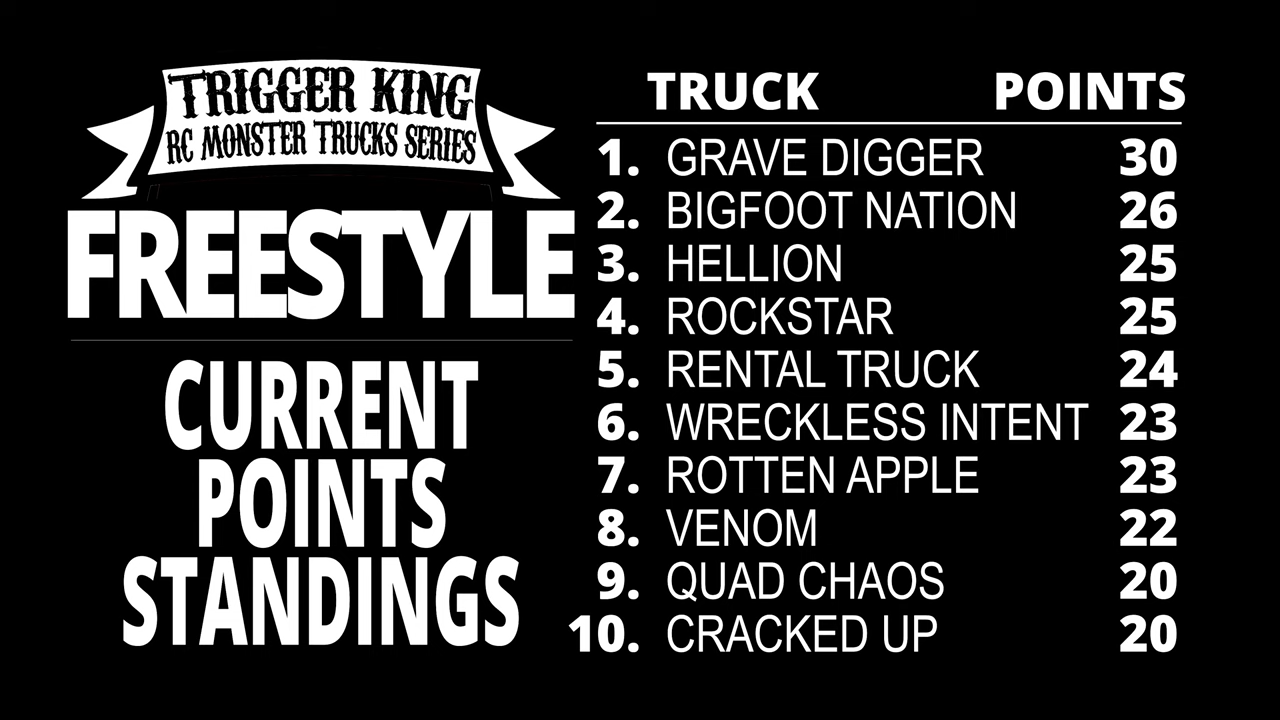 TRIGGER KING
RC MONSTER TRUCKS SERIES
FREESTYLE
CURRENT
POINTS
STANDINGS
TRUCK POINTS
1. GRAVE DIGGER 30
2. BIGFOOT NATION 26
3. HELLION 25
4. ROCKSTAR 25
5. RENTAL TRUCK 24
6. WRECKLESS INTENT 23
7. ROTTEN APPLE 23
8. VENOM 22
9. QUAD CHAOS 20
10. CRACKED UP 20